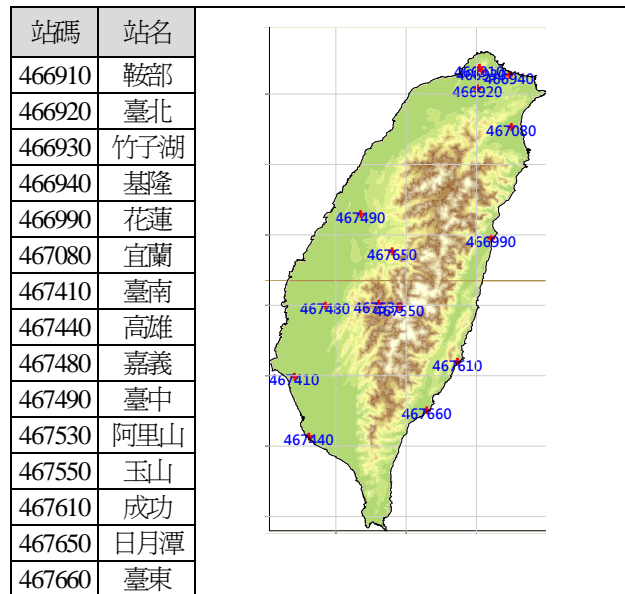 站碼 站名
466910 鞍部
466920 臺北
466930 竹子湖
466940 基隆
466990 花蓮
467080 宜蘭
467410 臺南
467440 高雄
467480 嘉義
467490 臺中
467530 阿里山
467550 玉山
467610 成功
467650 日月潭
467660 臺東
466910
466940
466920
467080
467490
466990
467650
467480
467550
467610
467410
467660
467440